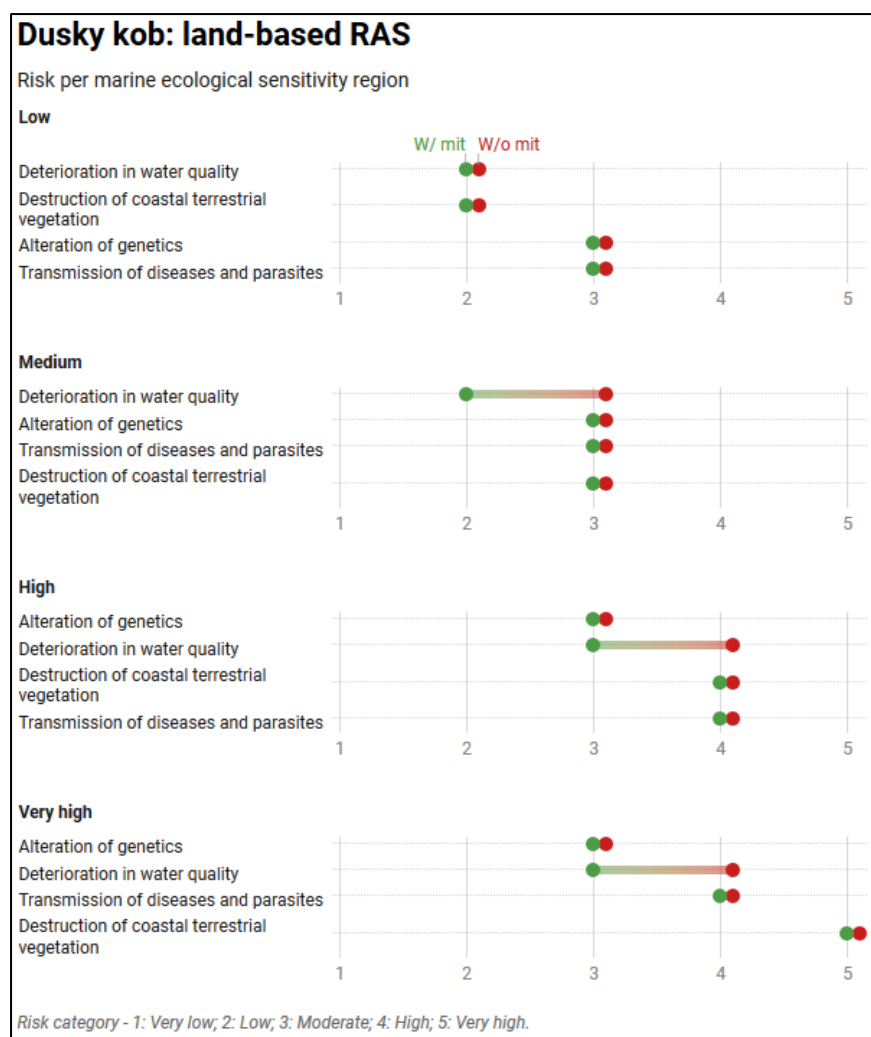 Dusky kob: land-based RAS
Risk per marine ecological sensitivity region
Low
W/ mit W/o mit
Deterioration in water quality
Destruction of coastal terrestrial
vegetation
Alteration of genetics
Transmission of diseases and parasites
1 2 3 4 5
Medium
Deterioration in water quality
Alteration of genetics
Transmission of diseases and parasites
Destruction of coastal terrestrial
vegetation
1 2 3 4 5
High
Alteration of genetics
Deterioration in water quality
Destruction of coastal terrestrial
vegetation
Transmission of diseases and parasites
1 2 3 4 5
Very high
Alteration of genetics
Deterioration in water quality
Transmission of diseases and parasites
Destruction of coastal terrestrial
vegetation
1 2 3 4 5
Risk category - 1: Very low; 2: Low; 3: Moderate; 4: High; 5: Very high.